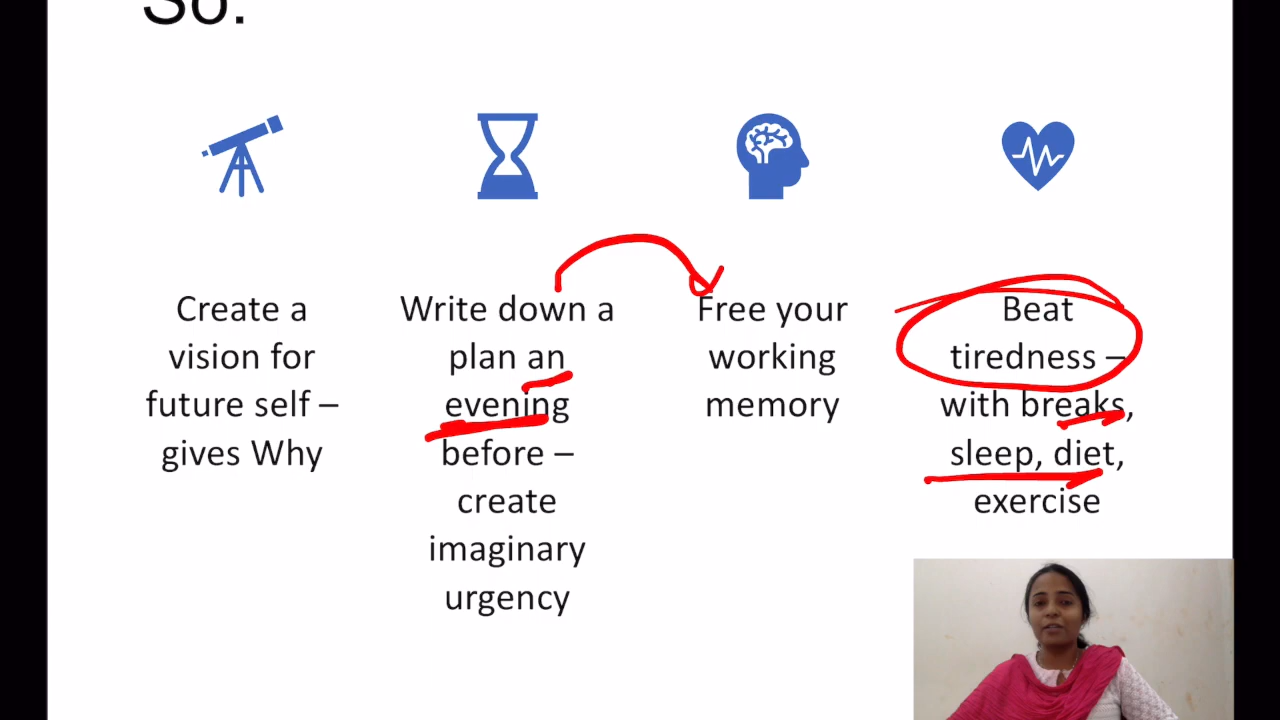 So:
Create a
vision for
future self –
gives Why
Write down a
plan an
evening
before –
create
imaginary
urgency
Free your
working
memory
Beat
tiredness –
with breaks,
sleep, diet,
exercise